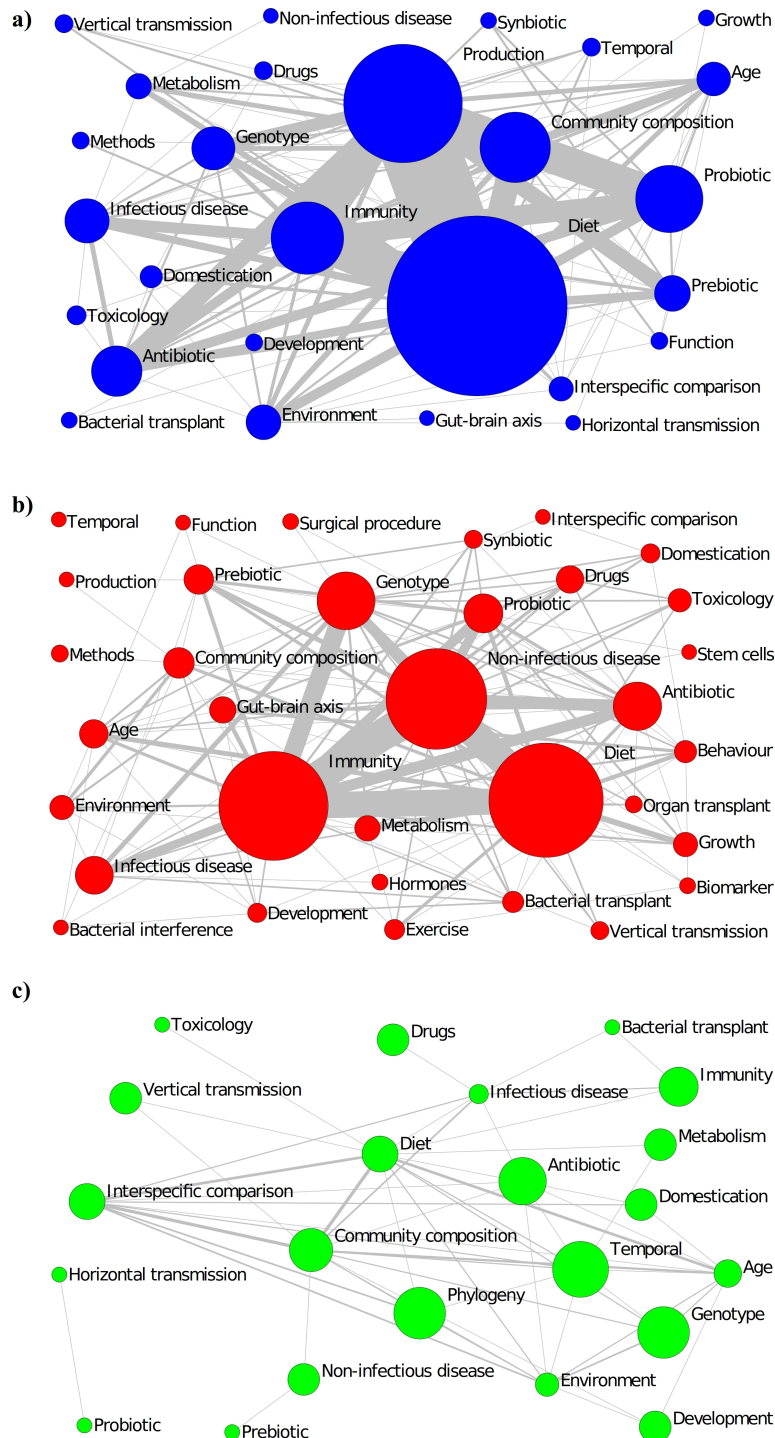 a)
Vertical transmission
Non-infectious disease
Synbiotic
Growth
Production
Temporal
Metabolism
Drugs
Age
Community composition
Methods
Genotype
Probiotic
Infectious disease
Immunity
Diet
Domestication
Prebiotic
Toxicology
Development
Function
Antibiotic
Interspecific comparison
Bacterial transplant
Environment
Gut-brain axis
Horizontal transmission
b)
Temporal
Function
Surgical procedure
Interspecific comparison
Synbiotic
Domestication
Production
Prebiotic
Genotype
Drugs
Probiotic
Toxicology
Methods
Community composition
Non-infectious disease
Stem cells
Antibiotic
Gut-brain axis
Age
Immunity
Diet
Behaviour
Environment
Metabolism
Organ transplant
Growth
Infectious disease
Hormones
Biomarker
Bacterial interference
Development
Exercise
Bacterial transplant
Vertical transmission
c)
Toxicology
Drugs
Bacterial transplant
Vertical transmission
Infectious disease
Immunity
Diet
Metabolism
Antibiotic
Interspecific comparison
Domestication
Community composition
Temporal
Horizontal transmission
Age
Phylogeny
Genotype
Non-infectious disease
Environment
Probiotic
Prebiotic
Development